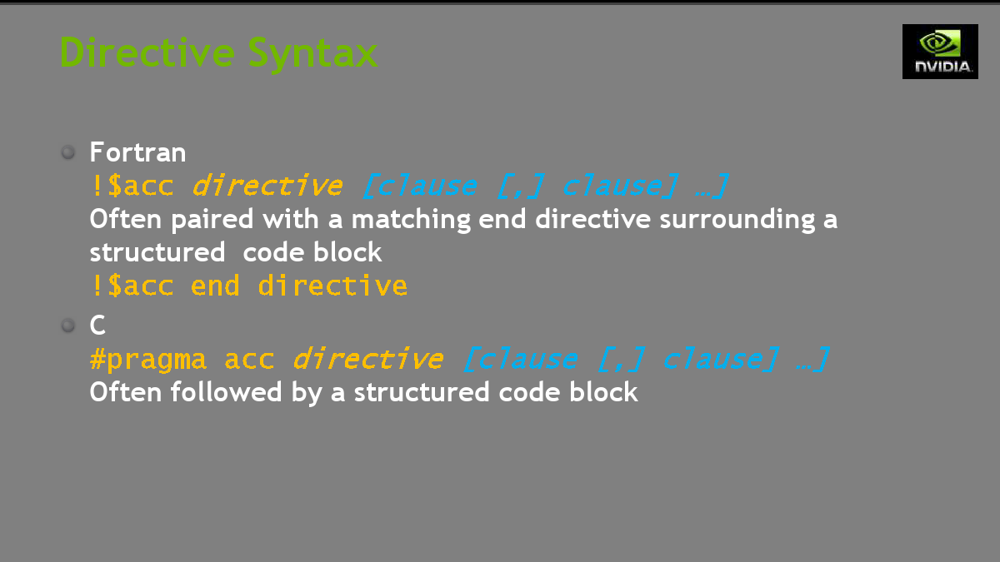 Directive Syntax
NVIDIA
Fortran
!$acc directive [clause [,] clause] …]
Often paired with a matching end directive surrounding a
structured code block
!$acc end directive
C
#pragma acc directive [clause [,] clause] …]
Often followed by a structured code block